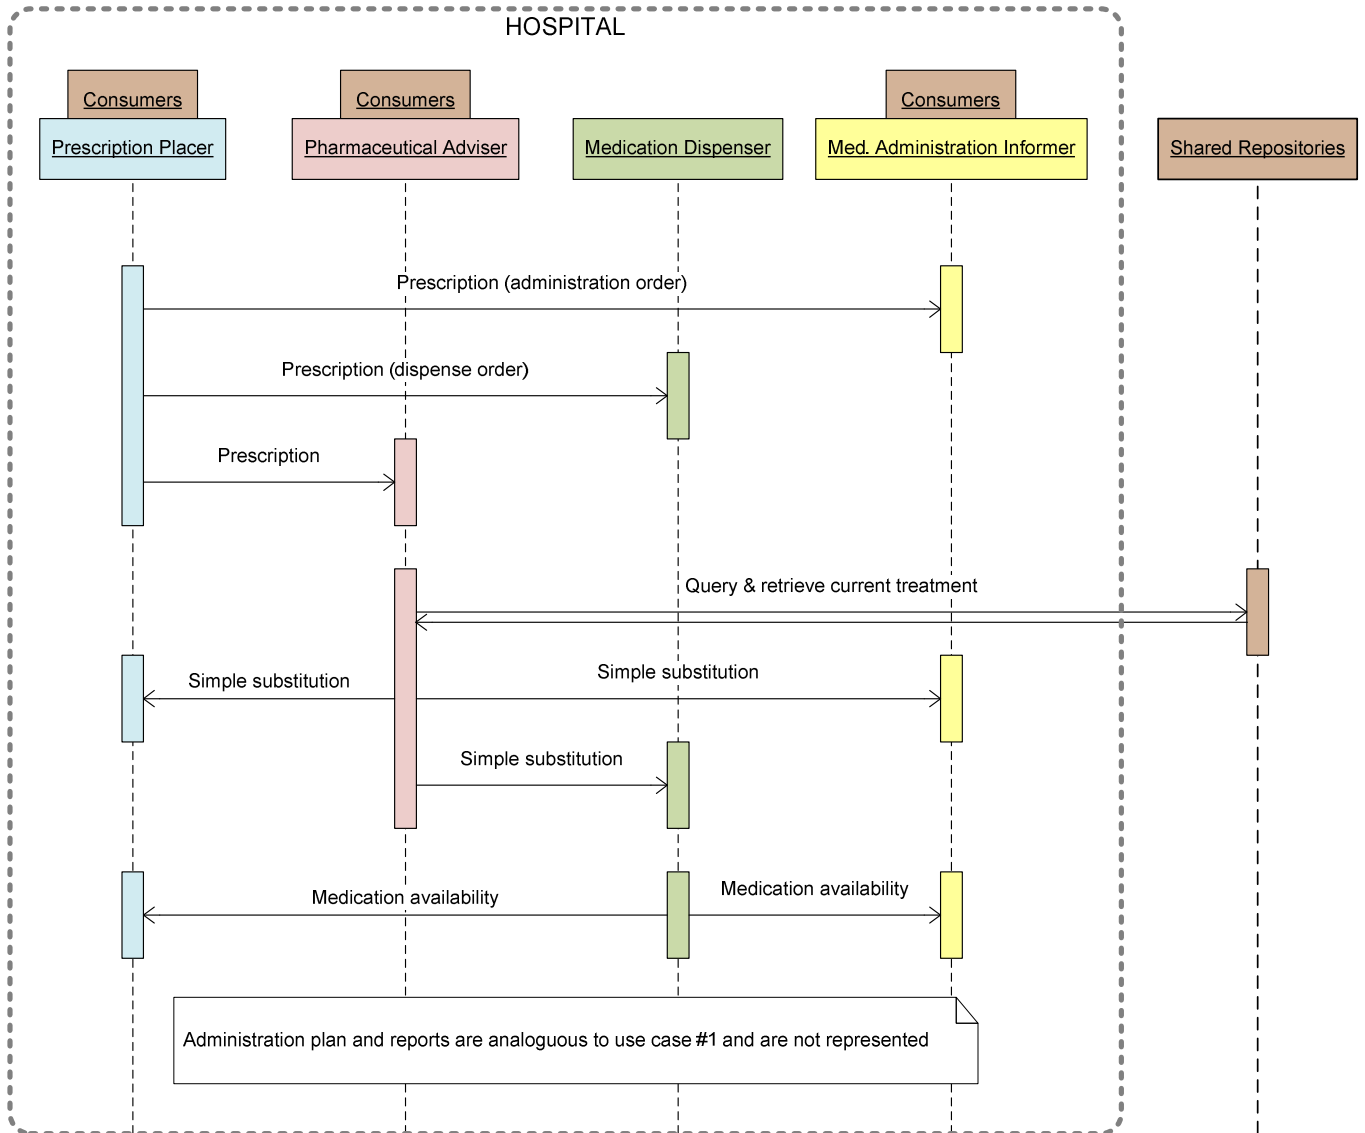 HOSPITAL
Consumers
Consumers
Consumers
Prescription Placer
Pharmaceutical Adviser
Medication Dispenser
Med. Administration Informer
Shared Repositories
Prescription (administration order)
Prescription (dispense order)
Prescription
Query & retrieve current treatment
Simple substitution
Simple substitution
Simple substitution
Medication availability
Medication availability
Administration plan and reports are analoguous to use case #1 and are not represented